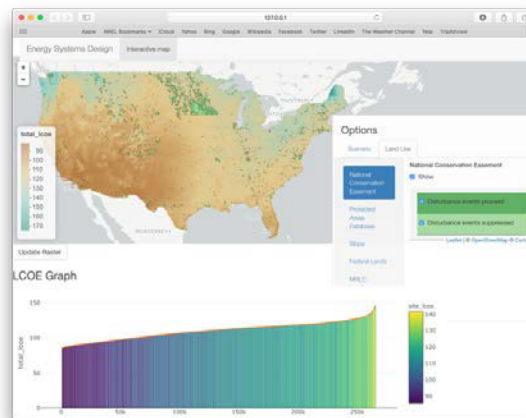 127.0.0.1
Apple NREL Bookmarks iCloud Yahoo Bing Google Wikipedia Facebook Twitter LinkedIn The Weather Channel Yelp TripAdvisor
Energy Systems Design Interactive map
+
-
total_lcoe
90
100
110
120
130
140
150
160
170
Options
Scenario Land Use
National Conservation Easement
Show
National
Conservation
Easement
Disturbance events proceed
Disturbance events suppressed
Protected
Areas
Database
Slope
Federal Lands
MRLC
Leaflet | © OpenStreetMap ©
Update Raster
LCOE Graph
total_lcoe
150
100
50
0
0
50k
100k
150k
200k
250k
site_lcoe
140
130
120
110
100
90